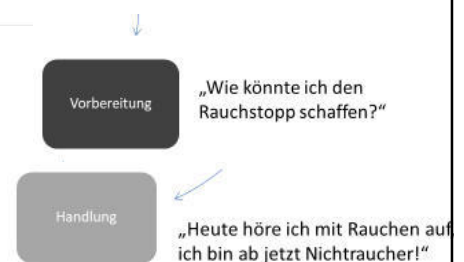 Vorbereitung
„Wie könnte ich den
Rauchstopp schaffen?“
Handlung
„Heute höre ich mit Rauchen auf,
ich bin ab jetzt Nichtraucher!“